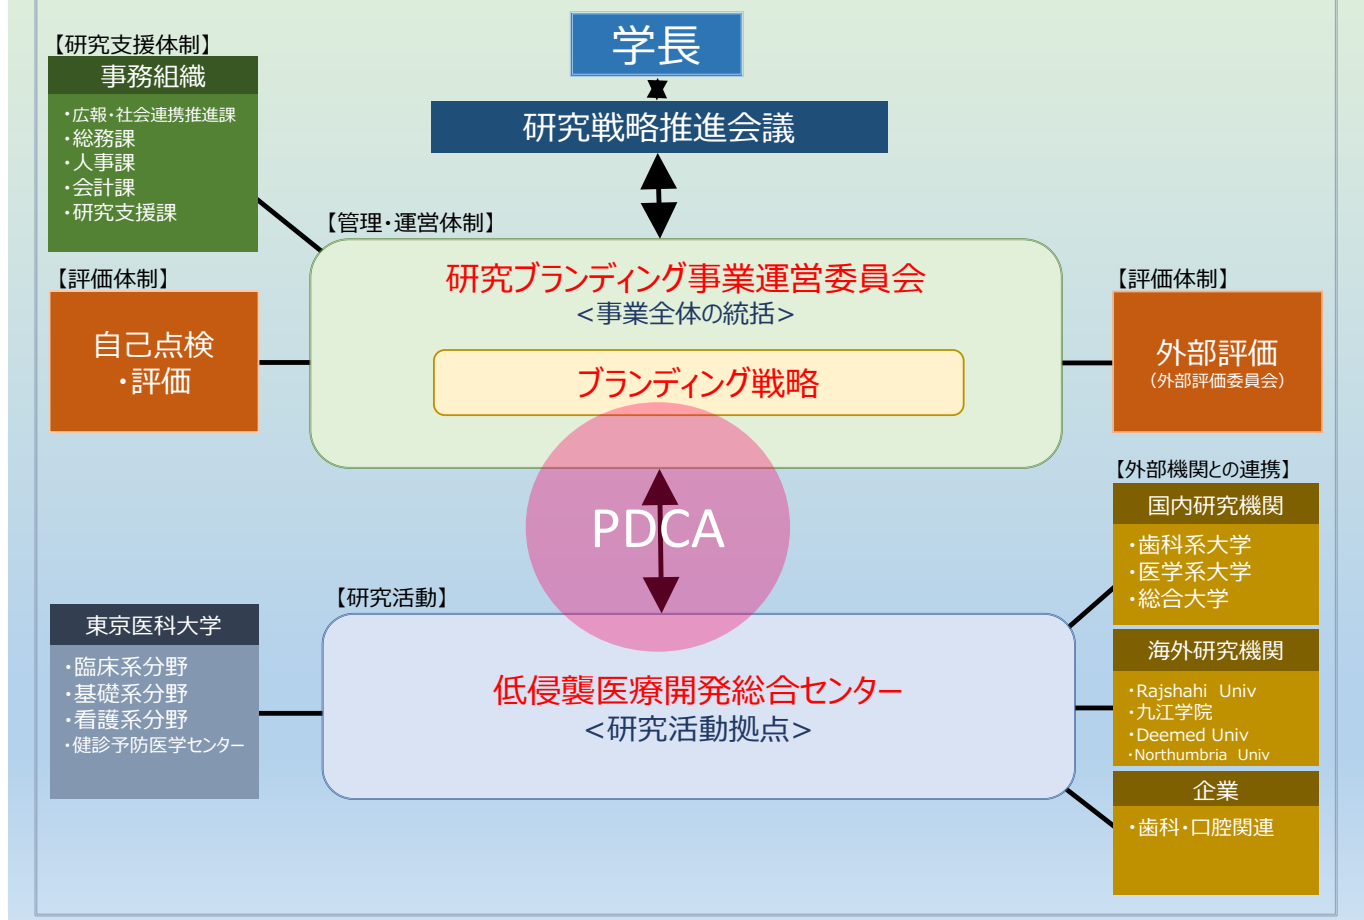 学長
研究戦略推進会議
【研究支援体制】
事務組織
・広報・社会連携推進課
・総務課
・人事課
・会計課
・研究支援課
【管理・運営体制】
研究ブランディング事業運営委員会
<事業全体の統括>
ブランディング戦略
【評価体制】
自己点検
・評価
【評価体制】
外部評価
（外部評価委員会）
PDCA
【外部機関との連携】
国内研究機関
・歯科系大学
・医学系大学
・総合大学
海外研究機関
・Rajshahi Univ
・九江学院
・Deemed Univ
・Northumbria Univ
企業
・歯科・口腔関連
【研究活動】
低侵襲医療開発総合センター
<研究活動拠点>
東京医科大学
・臨床系分野
・基礎系分野
・看護系分野
・健診予防医学センター